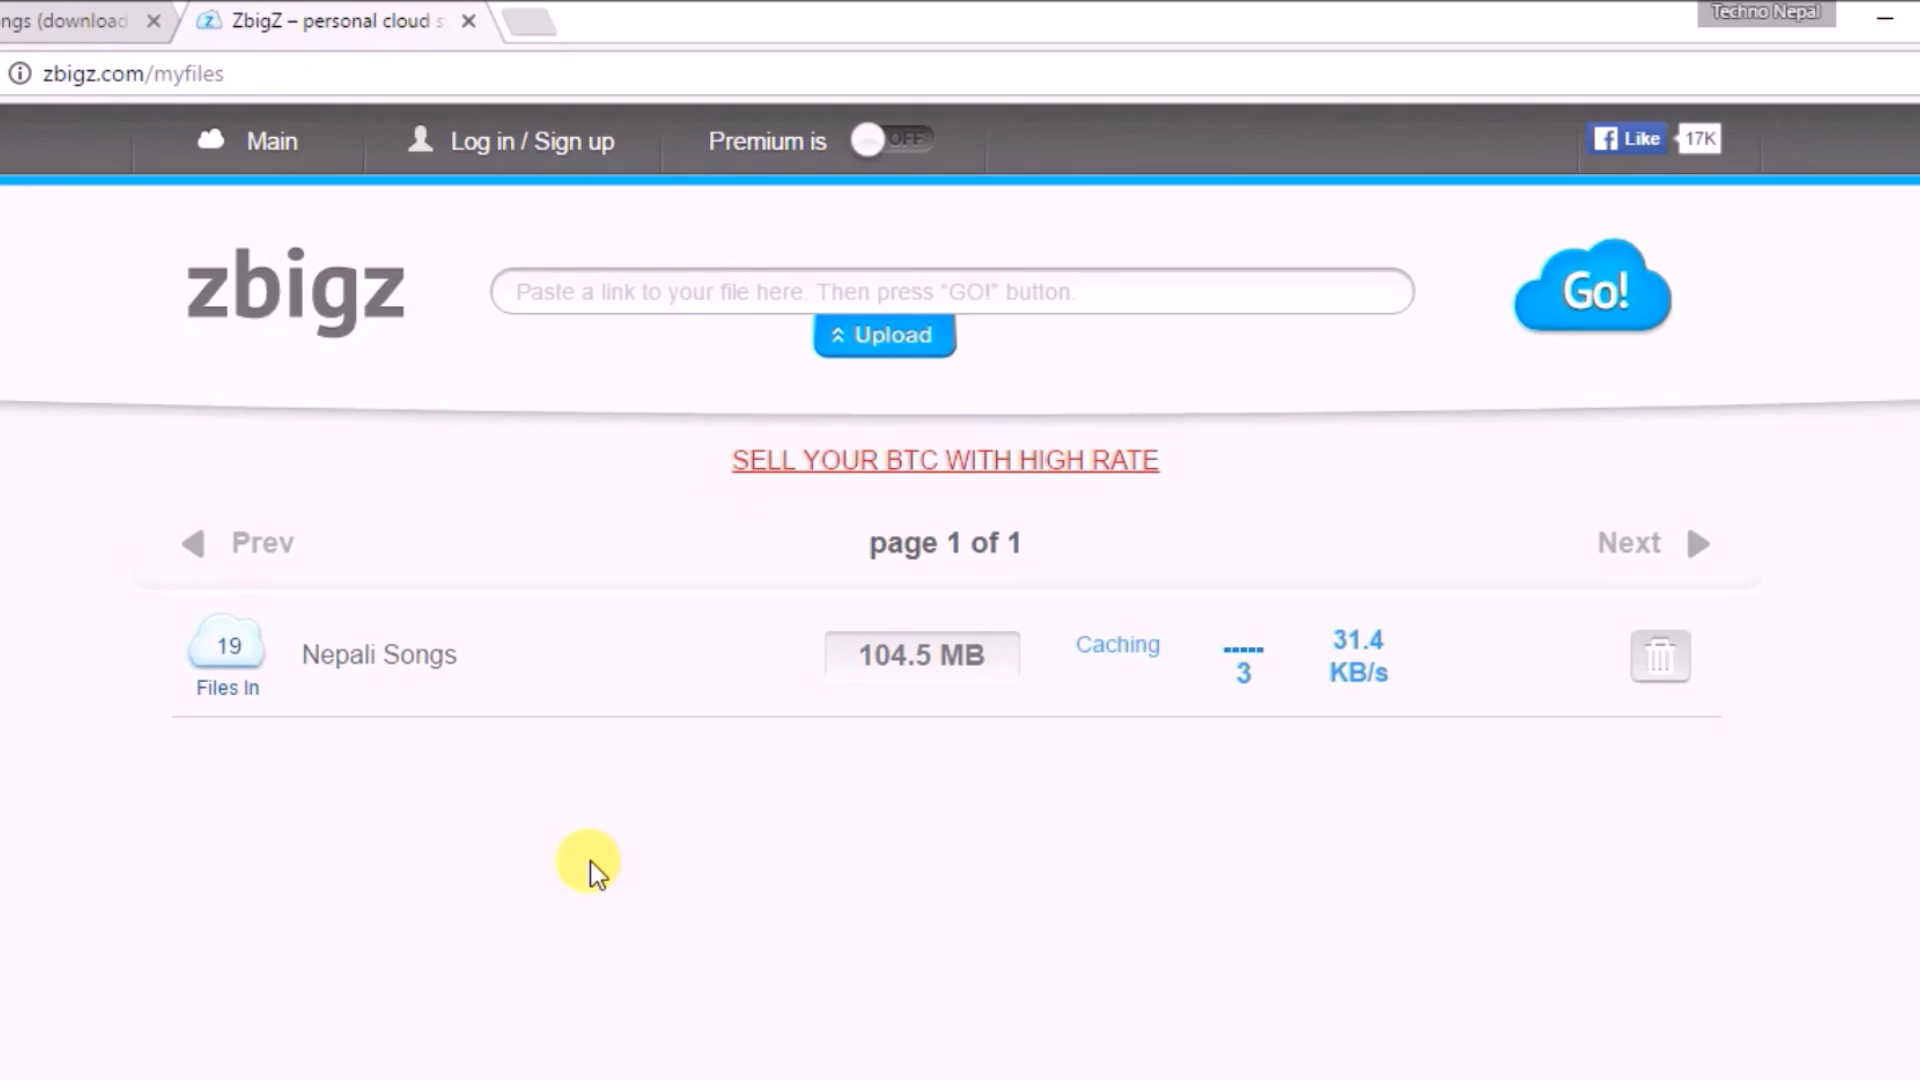 ngs (download
ZbigZ – personal cloud s
Techno Nepal
zbigz.com/myfiles
Main
Log in / Sign up
Premium is
OFF
Like
17K
zbigz
Paste a link to your file here. Then press “GO!” button.
Go!
Upload
SELL YOUR BTC WITH HIGH RATE
Prev
page 1 of 1
Next
19
Files In
Nepali Songs
104.5 MB
Caching
3
31.4
KB/s